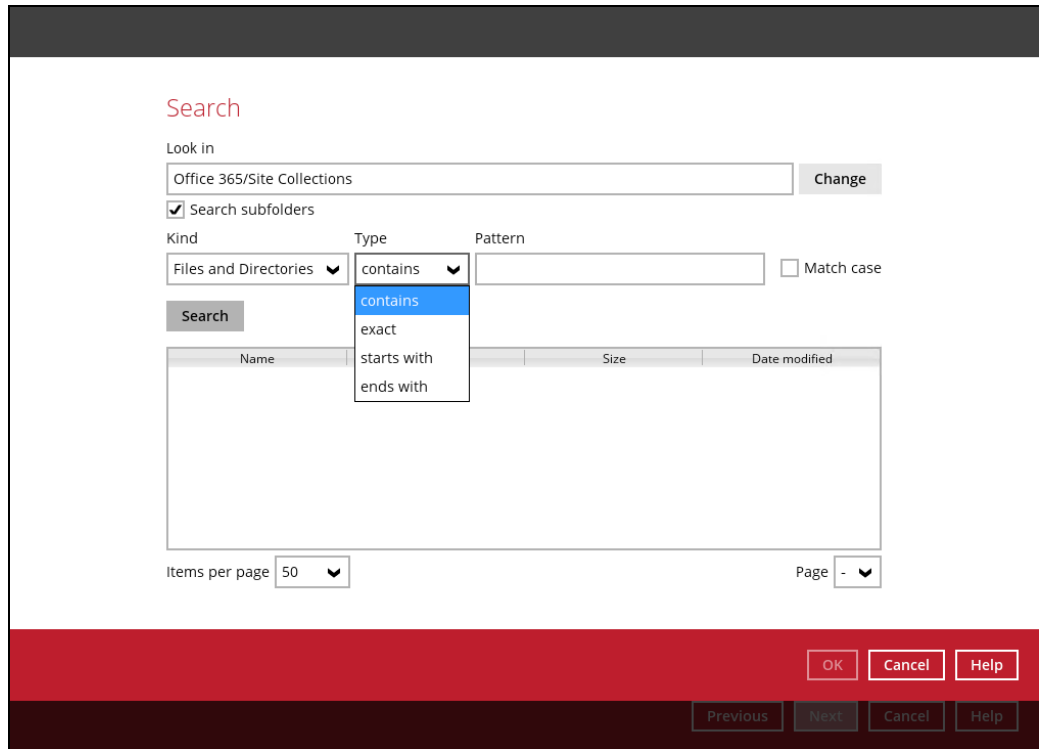 Search
Look in
Office 365/Site Collections Change
Search subfolders
Kind Type Pattern
Files and Directories contains Match case
contains
Search
exact
starts with
Name Size Date modified
ends with
Items per page 50 Page -
OK Cancel Help
Previous Next Cancel Help